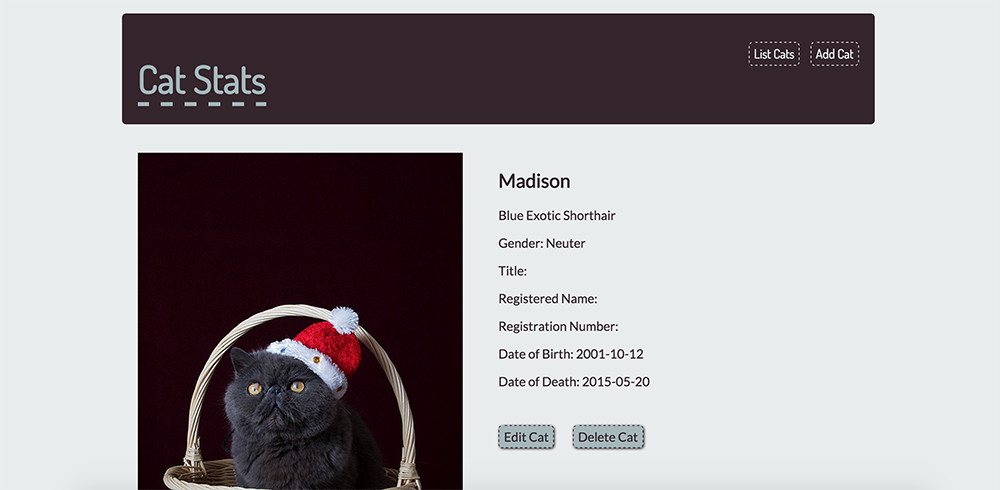 List Cats
Add Cat
Cat Stats
Madison
Blue Exotic Shorthair
Gender: Neuter
Title:
Registered Name:
Registration Number:
Date of Birth: 2001-10-12
Date of Death: 2015-05-20
Edit Cat
Delete Cat